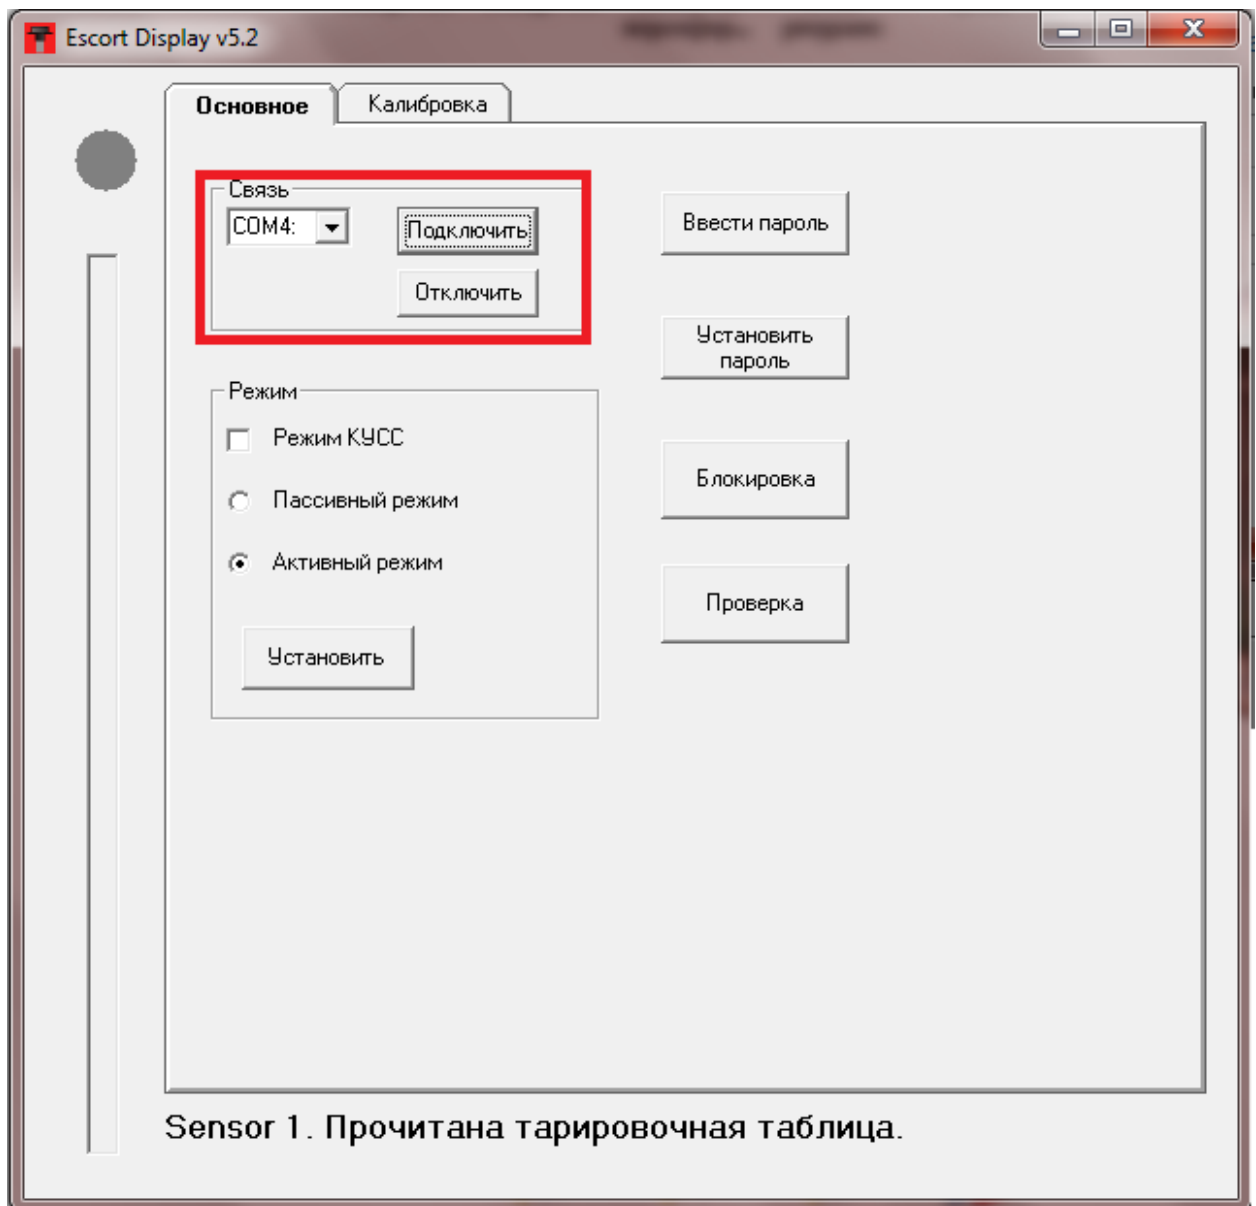 Escort Display v5.2
Основное
Калибровка
Связь
COM4:
Подключить
Отключить
Ввести пароль
Установить
пароль
Режим
Режим КУСС
Пассивный режим
Активный режим
Установить
Блокировка
Проверка
Sensor 1. Прочитана тарировочная таблица.